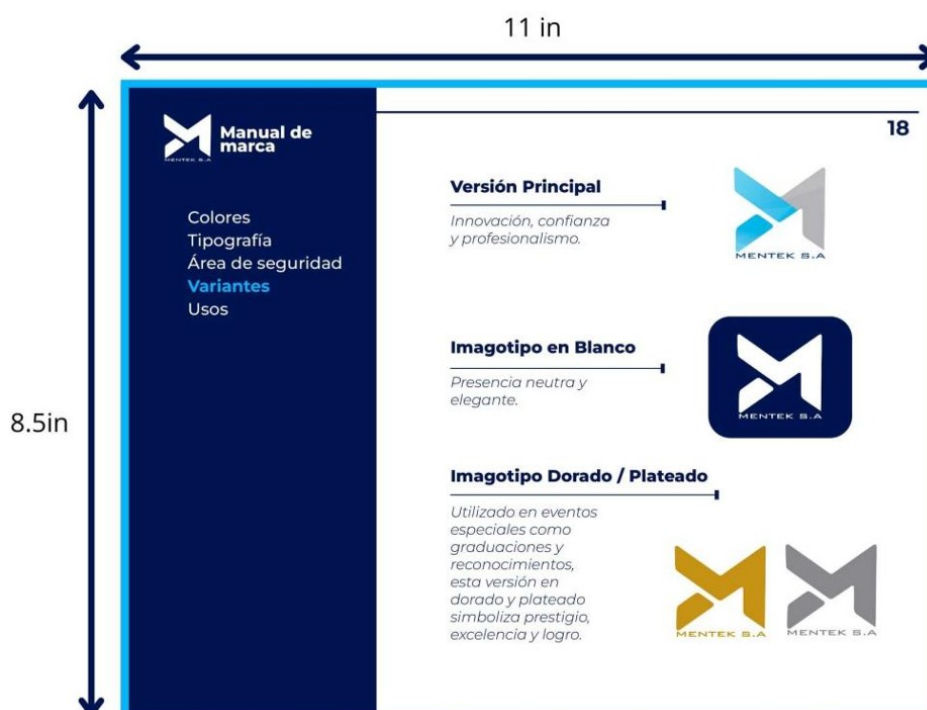 11 in
8.5in
Manual de
marca
MENTEK S.A
Colores
Tipografía
Área de seguridad
Variantes
Usos
18
Versión Principal
Innovación, confianza
y profesionalismo.
MENTEK S.A
Imagotipo en Blanco
Presencia neutra y
elegante.
MENTEK S.A
Imagotipo Dorado / Plateado
Utilizado en eventos
especiales como
graduaciones y
reconocimientos,
esta versión en
dorado y plateado
simboliza prestigio,
excelencia y logro.
MENTEK S.A
MENTEK S.A